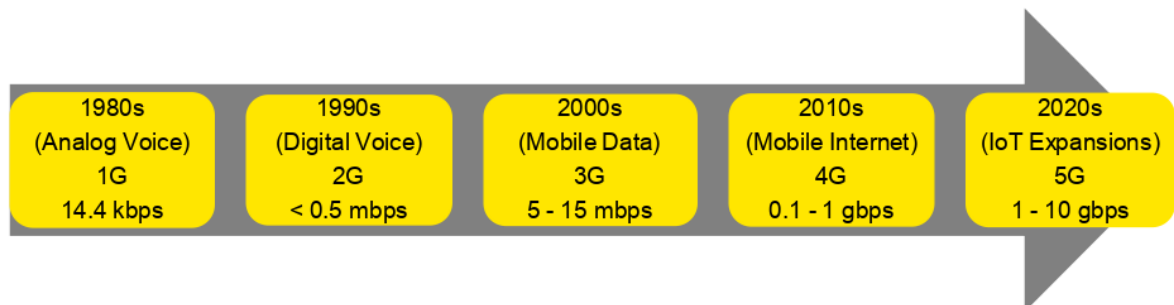 1980s
(Analog Voice)
1G
14.4 kbps
1990s
(Digital Voice)
2G
< 0.5 mbps
2000s
(Mobile Data)
3G
5 - 15 mbps
2010s
(Mobile Internet)
4G
0.1 - 1 gbps
2020s
(IoT Expansions)
5G
1 - 10 gbps